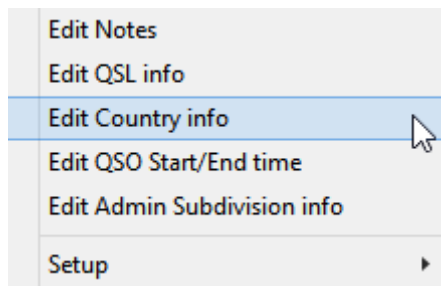 Edit Notes
Edit QSL info
Edit Country info
Edit QSO Start/End time
Edit Admin Subdivision info
Setup